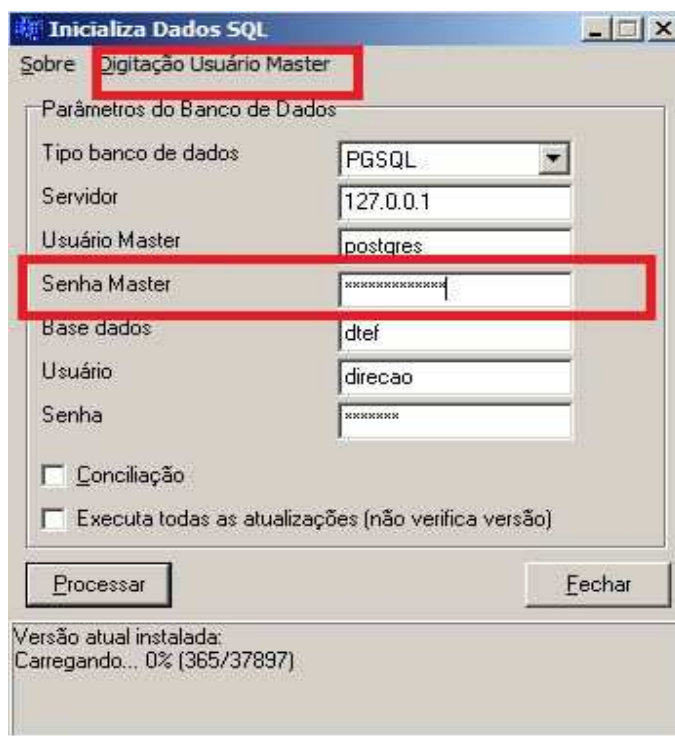 Inicializa Dados SQL
Sobre Digitação Usuário Master
Parâmetros do Banco de Dados
Tipo banco de dados PGSQL
Servidor 127.0.0.1
Usuário Master postgres
Senha Master *************
Base dados dtef
Usuário direcao
Senha *******
Conciliação
Executa todas as atualizações (não verifica versão)
Processar Fechar
Versão atual instalada:
Carregando... 0% (365/37897)